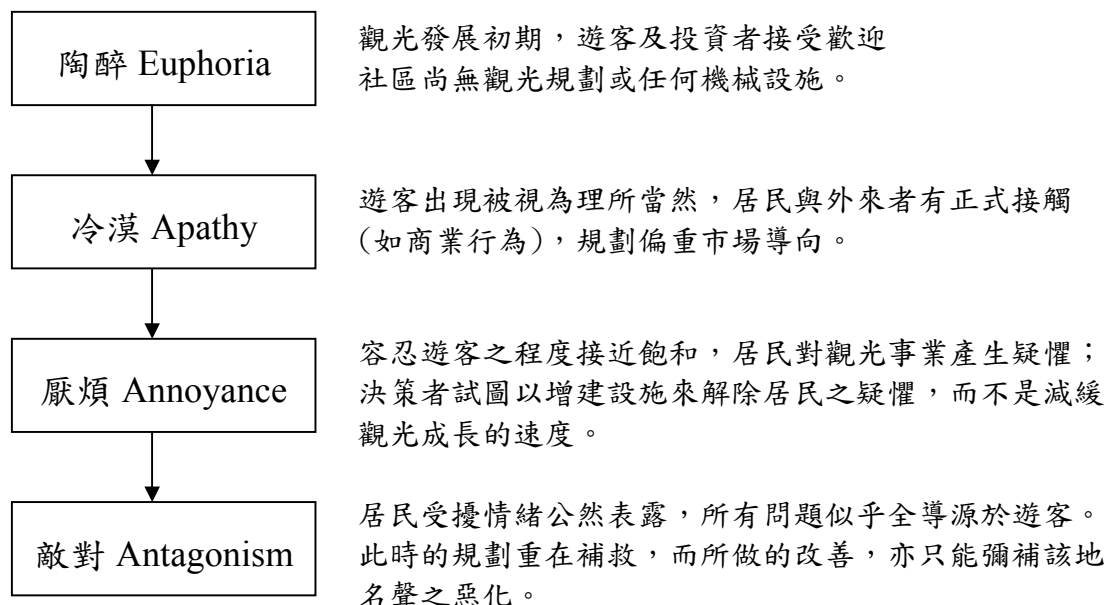 陶醉 Euphoria
觀光發展初期，遊客及投資者接受歡迎
社區尚無觀光規劃或任何機械設施。
冷漠 Apathy
遊客出現被視為理所當然，居民與外來者有正式接觸
(如商業行為)，規劃偏重市場導向。
厭煩 Annoyance
容忍遊客之程度接近飽和，居民對觀光事業產生疑懼；
決策者試圖以增建設施來解除居民之疑懼，而不是減緩
觀光成長的速度。
敵對 Antagonism
居民受擾情緒公然表露，所有問題似乎全導源於遊客。
此時的規劃重在補救，而所做的改善，亦只能彌補該地
名聲之惡化。